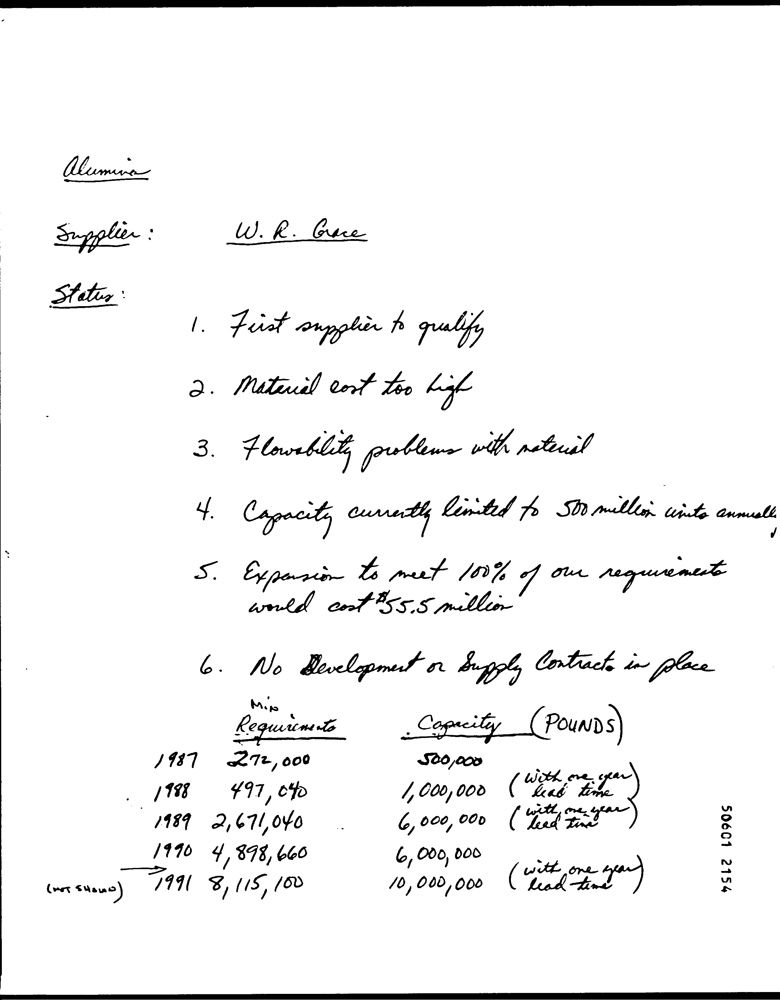 Alumina
Supplier: W. R. Grace
Status:
1. First supplier to qualify
2. Material cost too high
3. Flowability problems with material
4. Capacity currently limited to 500 million units annually
5. Expansion to meet 100% of our requirements
would cost $55.5 million
6. No Development or Supply Contracts in place
Min
Requirements Capacity (POUNDS)
1987 272,000 500,000
1988 497,040 1,000,000 (with one year lead time)
1989 2,671,040 6,000,000 (with one year lead time)
1990 4,898,660 6,000,000
(NOT SHOWN) 1991 8,115,100 10,000,000 (with one year lead time)
50601 2154